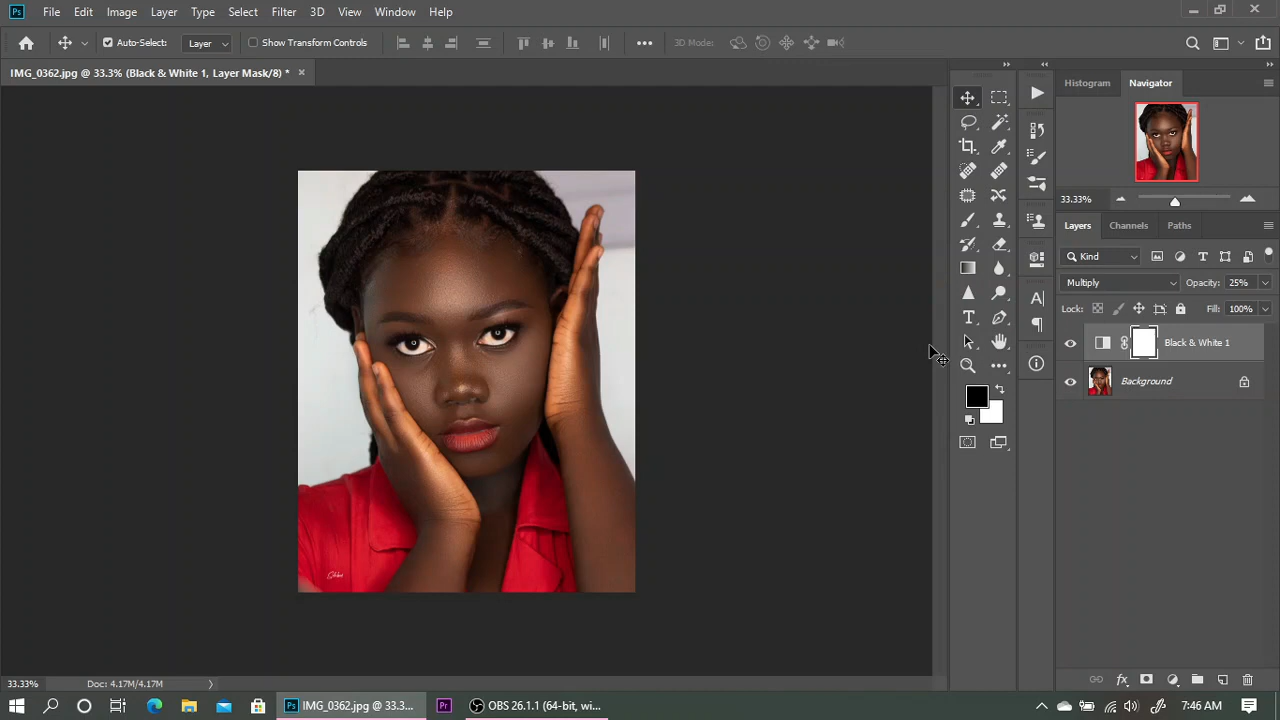 Ps File Edit Image Layer Type Select Filter 3D View Window Help
Auto-Select: Layer Show Transform Controls 3D Mode:
IMG_0362.jpg @ 33.3% (Black & White 1, Layer Mask/8) *
Histogram Navigator
33.33%
Layers Channels Paths
Kind
Multiply Opacity: 25%
Lock: Fill: 100%
Black & White 1
Background
33.33% Doc: 4.17M/4.17M
Ps IMG_0362.jpg @ 33.3... Pr OBS 26.1.1 (64-bit, wi... 7:46 AM